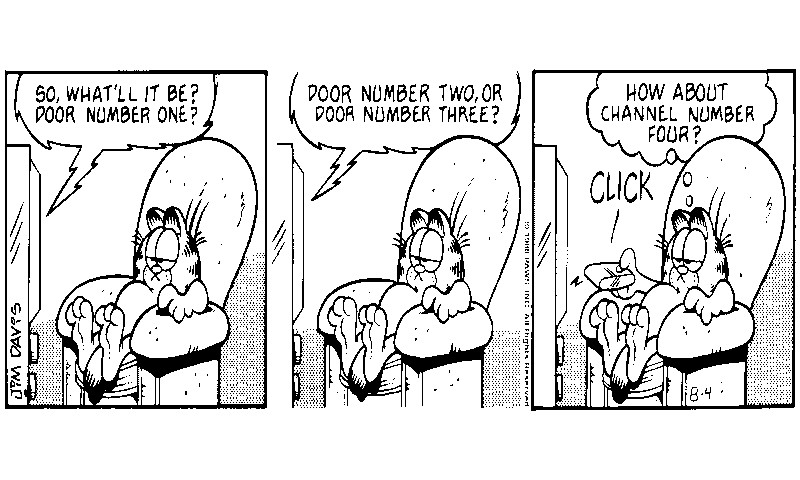 SO, WHAT'LL IT BE?
DOOR NUMBER ONE?
JIM DAVIS
DOOR NUMBER TWO, OR
DOOR NUMBER THREE?
HOW ABOUT
CHANNEL NUMBER
FOUR?
CLICK
8-4